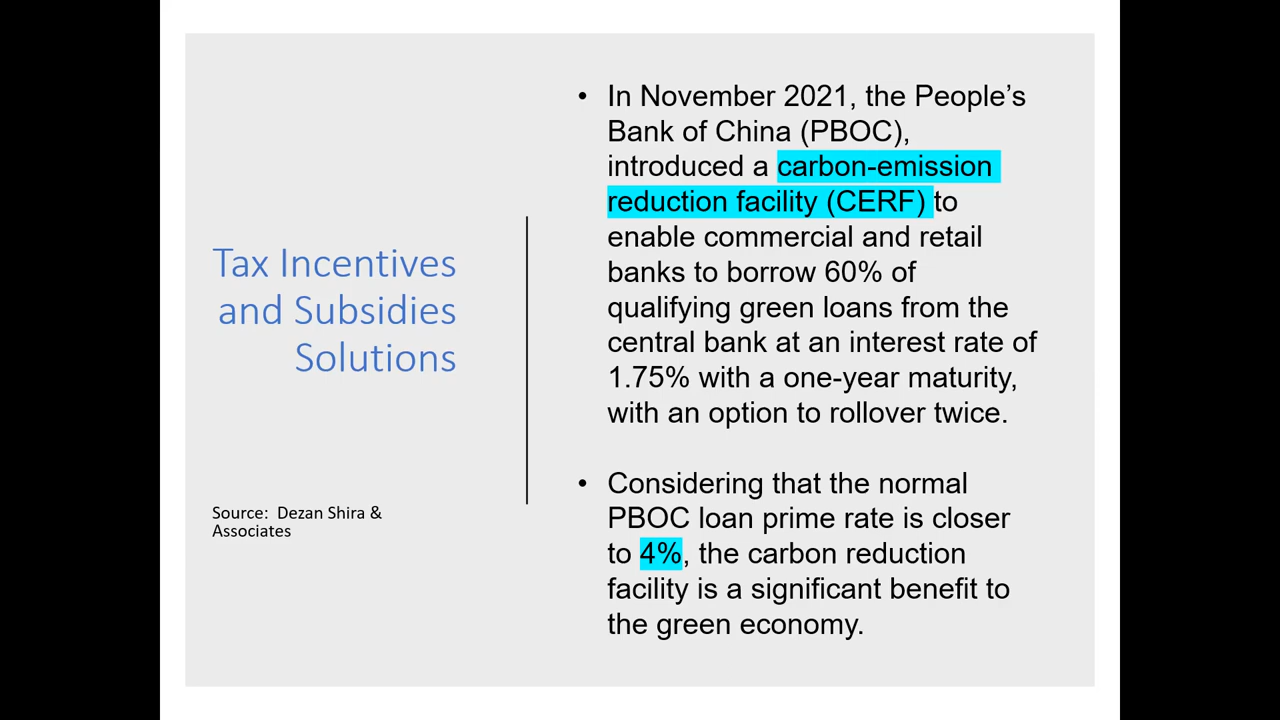 Tax Incentives
and Subsidies
Solutions
Source:  Dezan Shira &
Associates
• In November 2021, the People’s
Bank of China (PBOC),
introduced a carbon-emission
reduction facility (CERF) to
enable commercial and retail
banks to borrow 60% of
qualifying green loans from the
central bank at an interest rate of
1.75% with a one-year maturity,
with an option to rollover twice.
• Considering that the normal
PBOC loan prime rate is closer
to 4%, the carbon reduction
facility is a significant benefit to
the green economy.